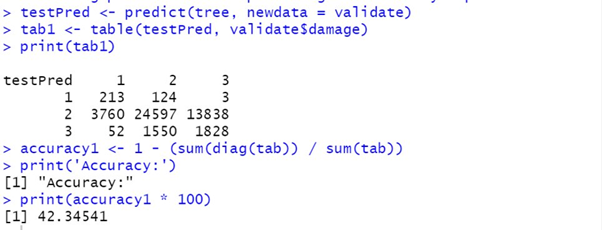 > testPred <- predict(tree, newdata = validate)
> tab1 <- table(testPred, validate$damage)
> print(tab1)
testPred 1 2 3
1 213 124 3
2 3760 24597 13838
3 52 1550 1828
> accuracy1 <- 1 - (sum(diag(tab)) / sum(tab))
> print('Accuracy:')
[1] "Accuracy:"
> print(accuracy1 * 100)
[1] 42.34541